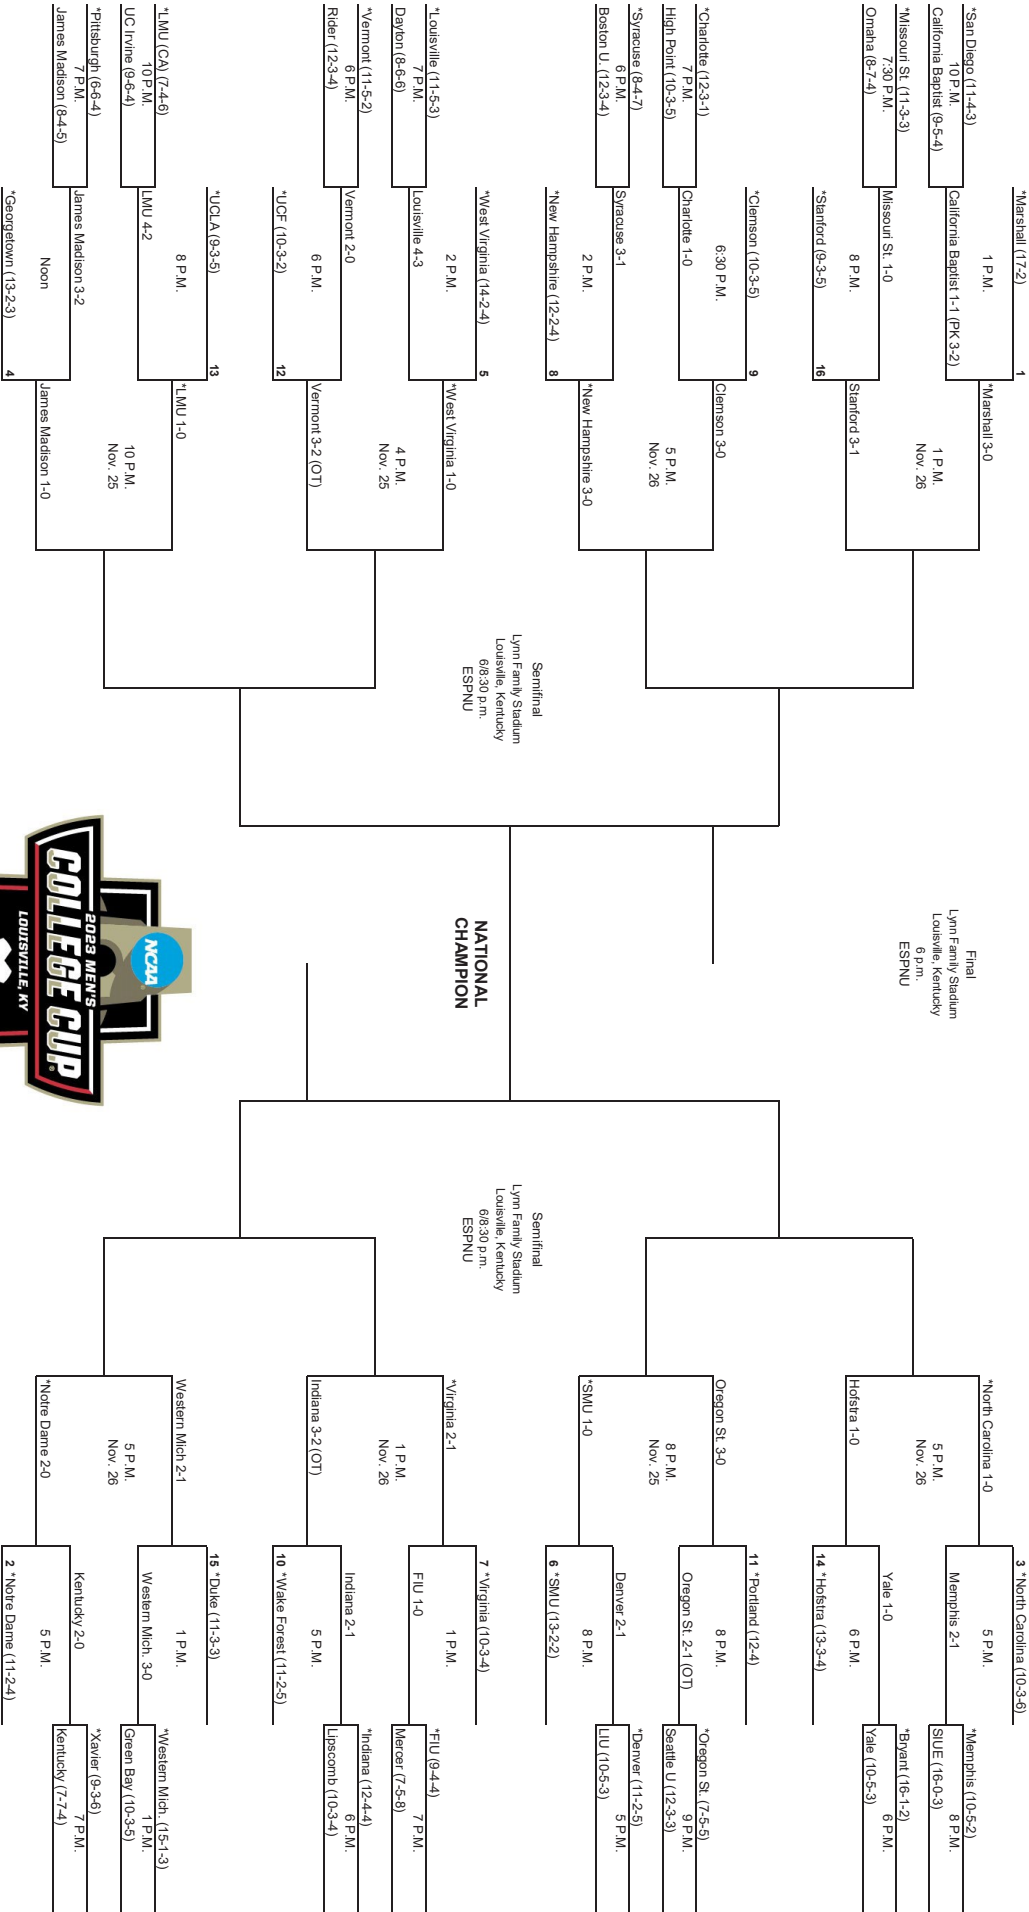 *San Diego (11-4-3)
10 P.M.
California Baptist (9-5-4)
*Missouri St. (11-3-3)
7:30 P.M.
Omaha (8-7-4)
*Charlotte (12-3-1)
7 P.M.
High Point (10-3-5)
*Syracuse (8-4-7)
6 P.M.
Boston U. (12-3-4)
*Louisville (11-5-3)
7 P.M.
Dayton (8-6-6)
*Vermont (11-5-2)
6 P.M.
Rider (12-3-4)
*LMU (CA) (7-4-6)
10 P.M.
UC Irvine (9-6-4)
*Pittsburgh (6-6-4)
7 P.M.
James Madison (8-4-5)
*Marshall (17-2)
1
1 P.M.
California Baptist 1-1 (PK 3-2)
Missouri St. 1-0
8 P.M.
*Stanford (9-3-5)
16
*Clemson (10-3-5)
9
6:30 P.M.
Charlotte 1-0
Syracuse 3-1
2 P.M.
*New Hampshire (12-2-4)
8
*West Virginia (14-2-4)
5
2 P.M.
Louisville 4-3
Vermont 2-0
6 P.M.
*UCF (10-3-2)
12
*UCLA (9-3-5)
13
8 P.M.
LMU 4-2
James Madison 3-2
Noon
*Georgetown (13-2-3)
4
*Marshall 3-0
1 P.M.
Nov. 26
Stanford 3-1
Clemson 3-0
5 P.M.
Nov. 26
*New Hampshire 3-0
*West Virginia 1-0
4 P.M.
Nov. 25
Vermont 3-2 (OT)
*LMU 1-0
10 P.M.
Nov. 25
James Madison 1-0
Semifinal
Lynn Family Stadium
Louisville, Kentucky
6/8:30 p.m.
ESPNU
Final
Lynn Family Stadium
Louisville, Kentucky
6 p.m.
ESPNU
NATIONAL
CHAMPION
NCAA
2023 MEN'S
COLLEGE CUP®
LOUISVILLE, KY
Semifinal
Lynn Family Stadium
Louisville, Kentucky
6/8:30 p.m.
ESPNU
*North Carolina 1-0
5 P.M.
Nov. 26
Hofstra 1-0
Oregon St. 3-0
8 P.M.
Nov. 25
*SMU 1-0
*Virginia 2-1
1 P.M.
Nov. 26
Indiana 3-2 (OT)
Western Mich 2-1
5 P.M.
Nov. 26
*Notre Dame 2-0
3 *North Carolina (10-3-6)
5 P.M.
Memphis 2-1
Yale 1-0
6 P.M.
14 *Hofstra (13-3-4)
11 *Portland (12-4)
8 P.M.
Oregon St. 2-1 (OT)
Denver 2-1
8 P.M.
6 *SMU (13-2-2)
7 *Virginia (10-3-4)
1 P.M.
FIU 1-0
Indiana 2-1
5 P.M.
10 *Wake Forest (11-2-5)
15 *Duke (11-3-3)
1 P.M.
Western Mich. 3-0
Kentucky 2-0
5 P.M.
2 *Notre Dame (11-2-4)
*Memphis (10-5-2)
8 P.M.
SIUE (16-0-3)
*Bryant (16-1-2)
6 P.M.
Yale (10-5-3)
*Oregon St. (7-5-5)
9 P.M.
Seattle U (12-3-3)
*Denver (11-2-5)
5 P.M.
LIU (10-5-3)
*FIU (9-4-4)
7 P.M.
Mercer (7-5-8)
*Indiana (12-4-4)
6 P.M.
Lipscomb (10-3-4)
*Western Mich. (15-1-3)
1 P.M.
Green Bay (10-3-5)
*Xavier (9-3-6)
7 P.M.
Kentucky (7-7-4)